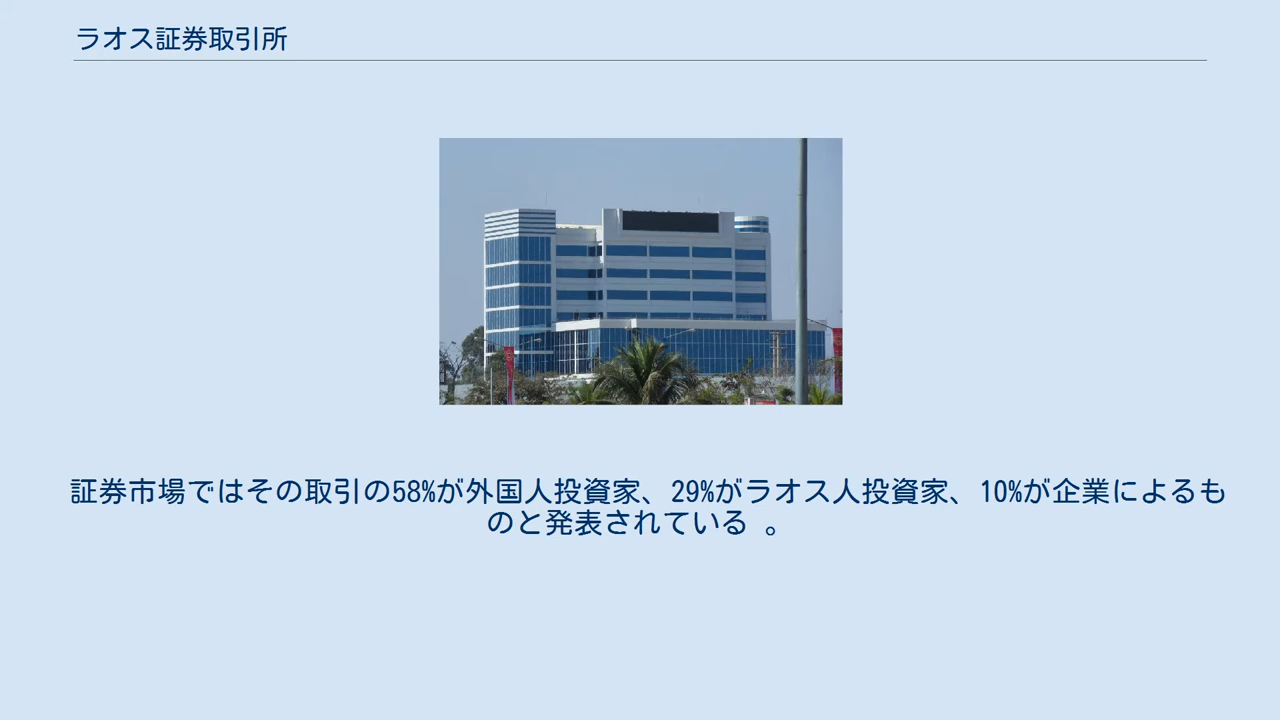 ラオス証券取引所
証券市場ではその取引の58%が外国人投資家、29%がラオス人投資家、10%が企業によるも
のと発表されている 。